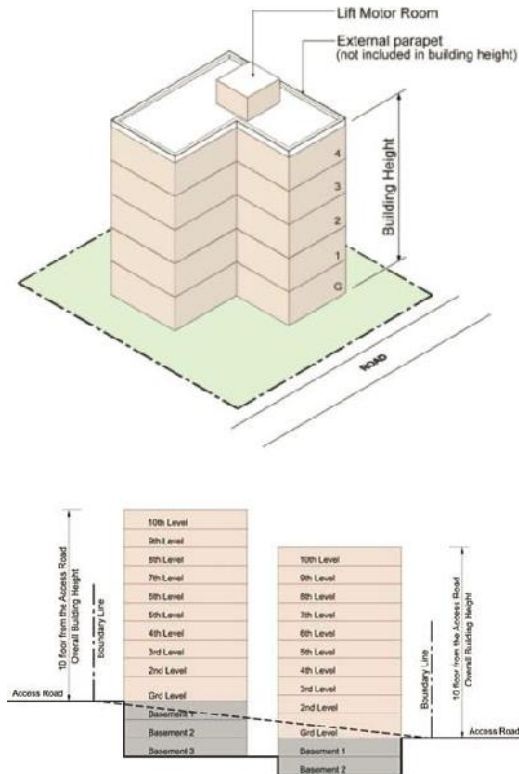 Lift Motor Room
External parapet
(not included in building height)
Building Height
4
3
2
1
G
ROAD
10 floor from the Access Road
Overall Building Height
Boundary Line
Access Road
10th Level
9th Level
8th Level
7th Level
6th Level
5th Level
4th Level
3rd Level
2nd Level
Grd Level
Basement 1
Basement 2
Basement 3
10th Level
9th Level
8th Level
7th Level
6th Level
5th Level
4th Level
3rd Level
2nd Level
Grd Level
Basement 1
Basement 2
Boundary Line
10 floor from the Access Road
Overall Building Height
Access Road